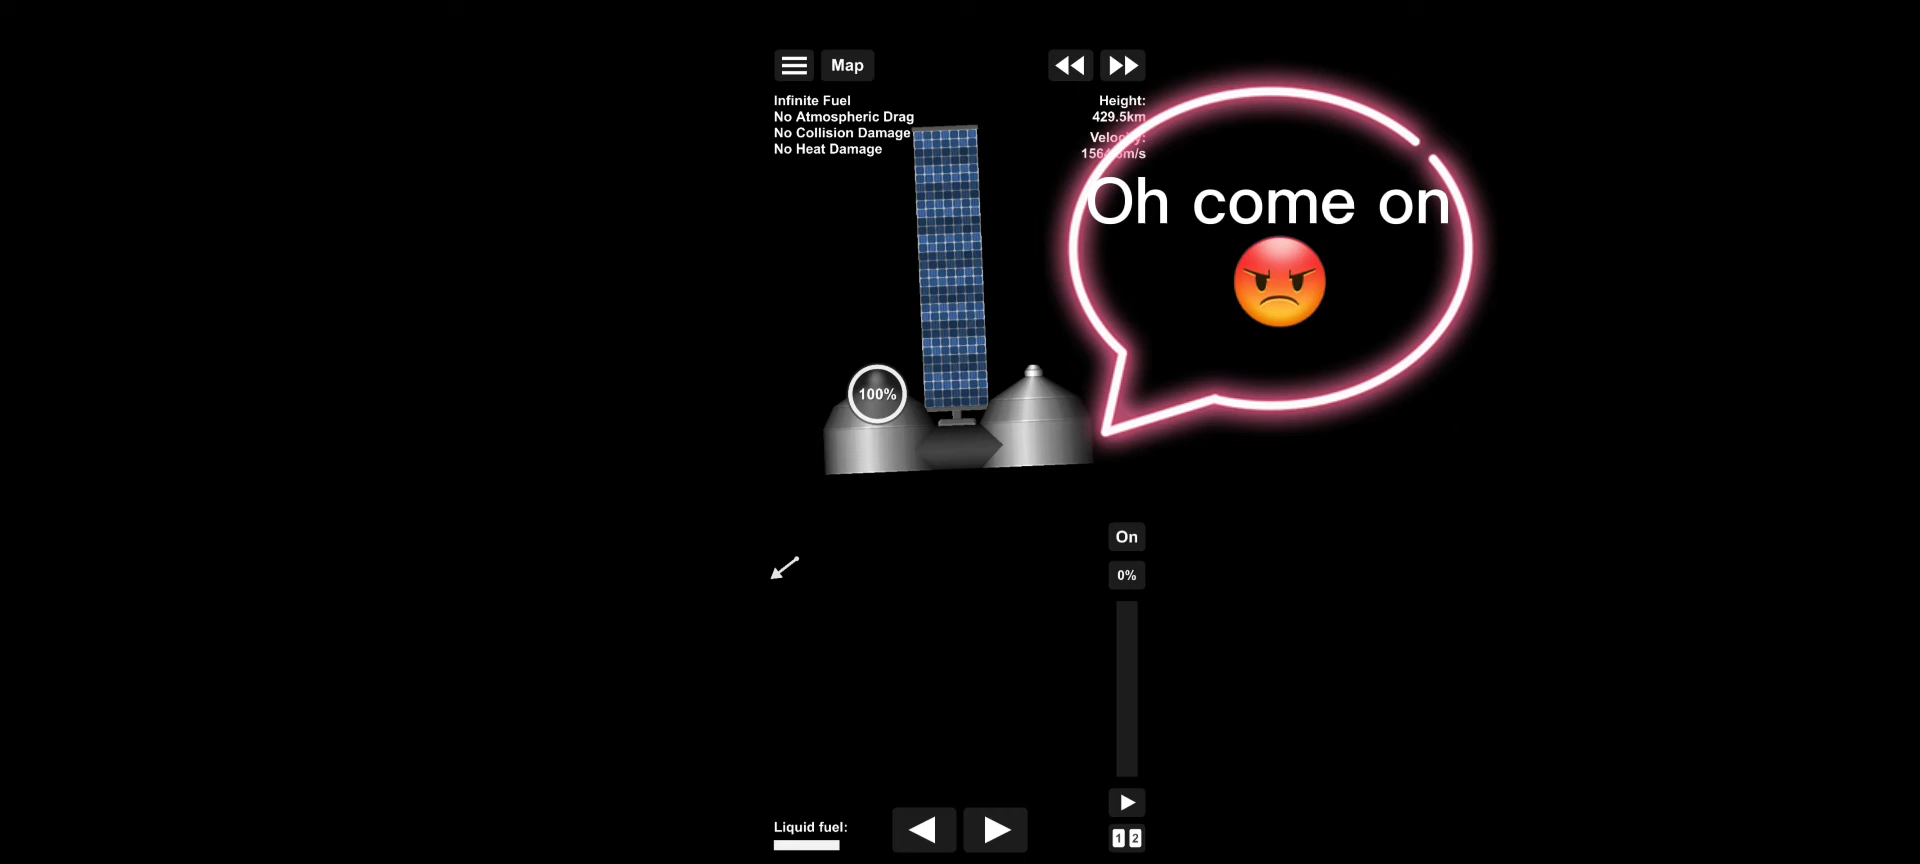 Map
Infinite Fuel
No Atmospheric Drag
No Collision Damage
No Heat Damage
Height:
429.5km
Velocity:
Oh come on
100%
On
0%
Liquid fuel:
1 2